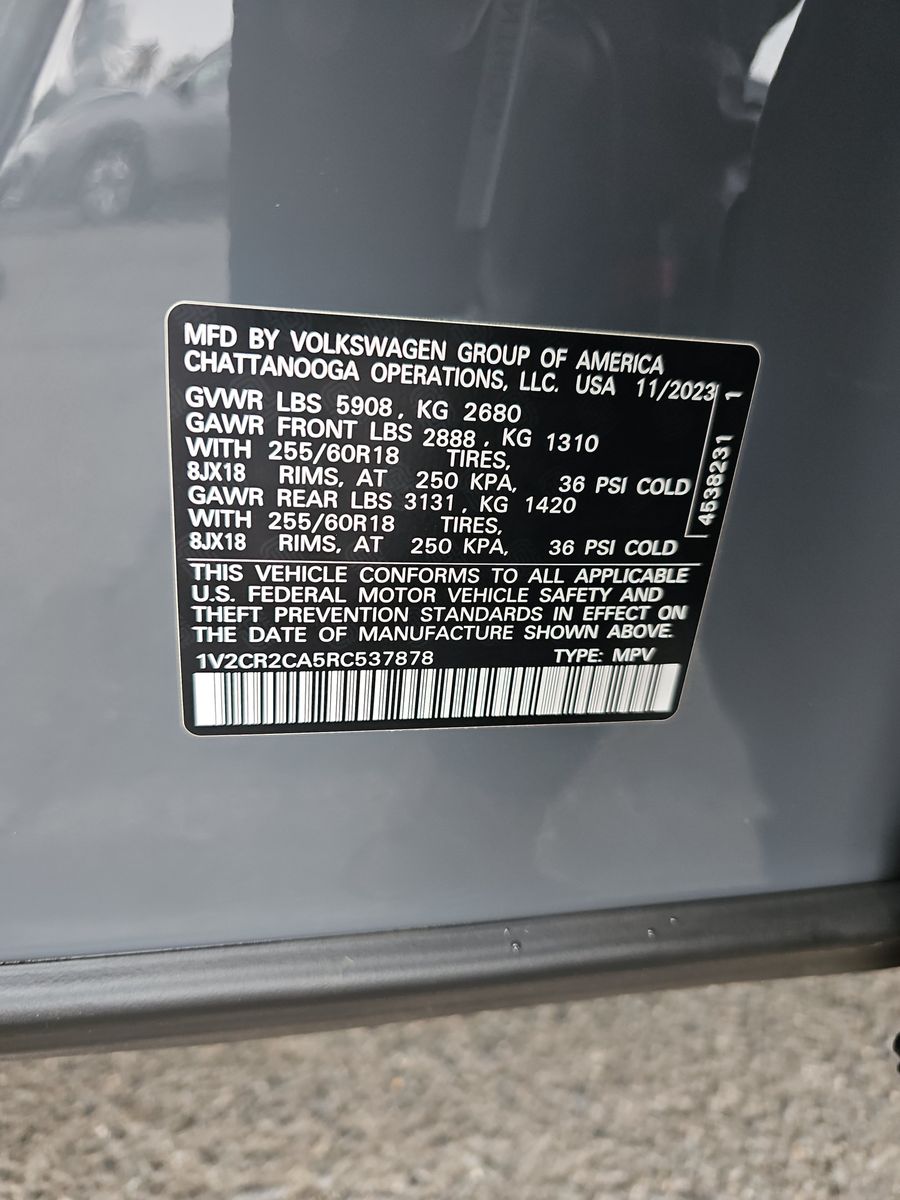 MFD BY VOLKSWAGEN GROUP OF AMERICA
CHATTANOOGA OPERATIONS, LLC. USA 11/2023
GVWR LBS 5908, KG 2680
GAWR FRONT LBS 2888, KG 1310
WITH 255/60R18 TIRES,
8JX18 RIMS, AT 250 KPA, 36 PSI COLD
GAWR REAR LBS 3131, KG 1420
WITH 255/60R18 TIRES,
8JX18 RIMS, AT 250 KPA, 36 PSI COLD
4538231 1
THIS VEHICLE CONFORMS TO ALL APPLICABLE
U.S. FEDERAL MOTOR VEHICLE SAFETY AND
THEFT PREVENTION STANDARDS IN EFFECT ON
THE DATE OF MANUFACTURE SHOWN ABOVE.
1V2CR2CA5RC537878 TYPE: MPV